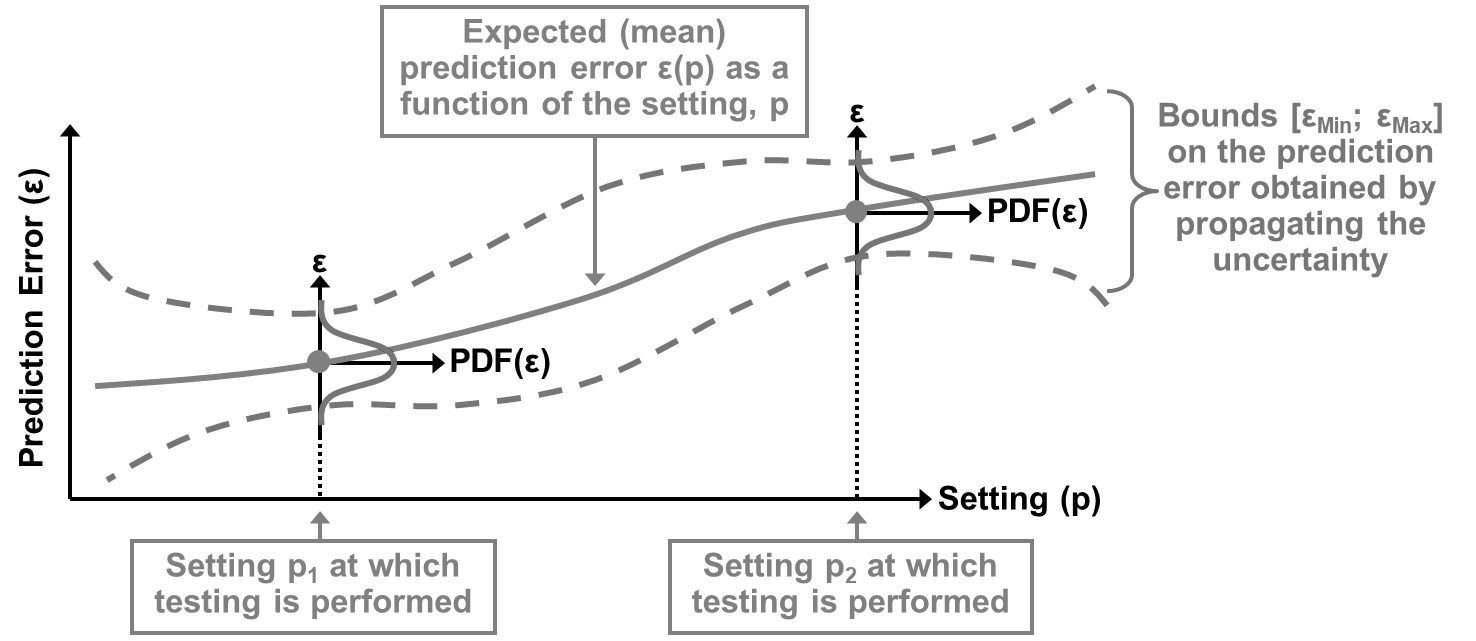 Expected (mean)
prediction error ε(p) as a
function of the setting, p
ε
Bounds [εMin; εMax]
on the prediction
error obtained by
propagating the
uncertainty
PDF(ε)
Prediction Error (ε)
ε
PDF(ε)
Setting (p)
Setting p1 at which
testing is performed
Setting p2 at which
testing is performed